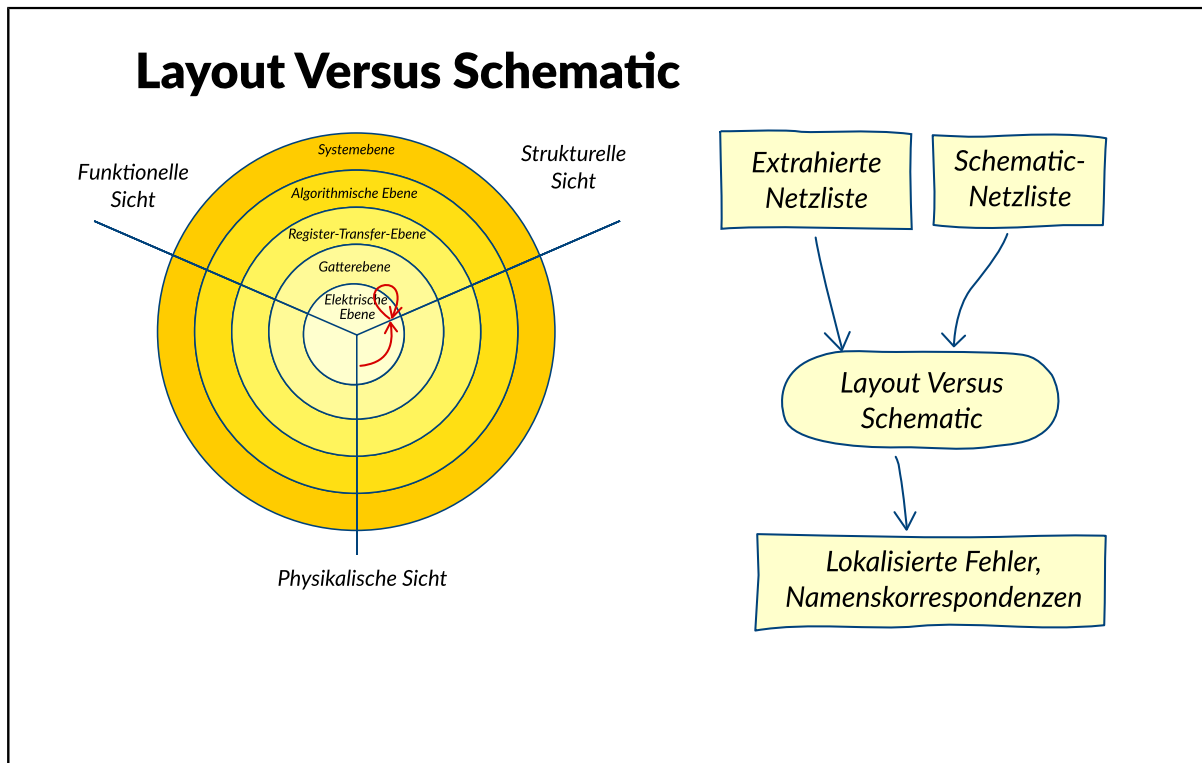 Layout Versus Schematic
Funktionelle
Sicht
Strukturelle
Sicht
Systemebene
Algorithmische Ebene
Register-Transfer-Ebene
Gatterebene
Elektrische
Ebene
Physikalische Sicht
Extrahierte
Netzliste
Schematic-
Netzliste
Layout Versus
Schematic
Lokalisierte Fehler,
Namenskorrespondenzen